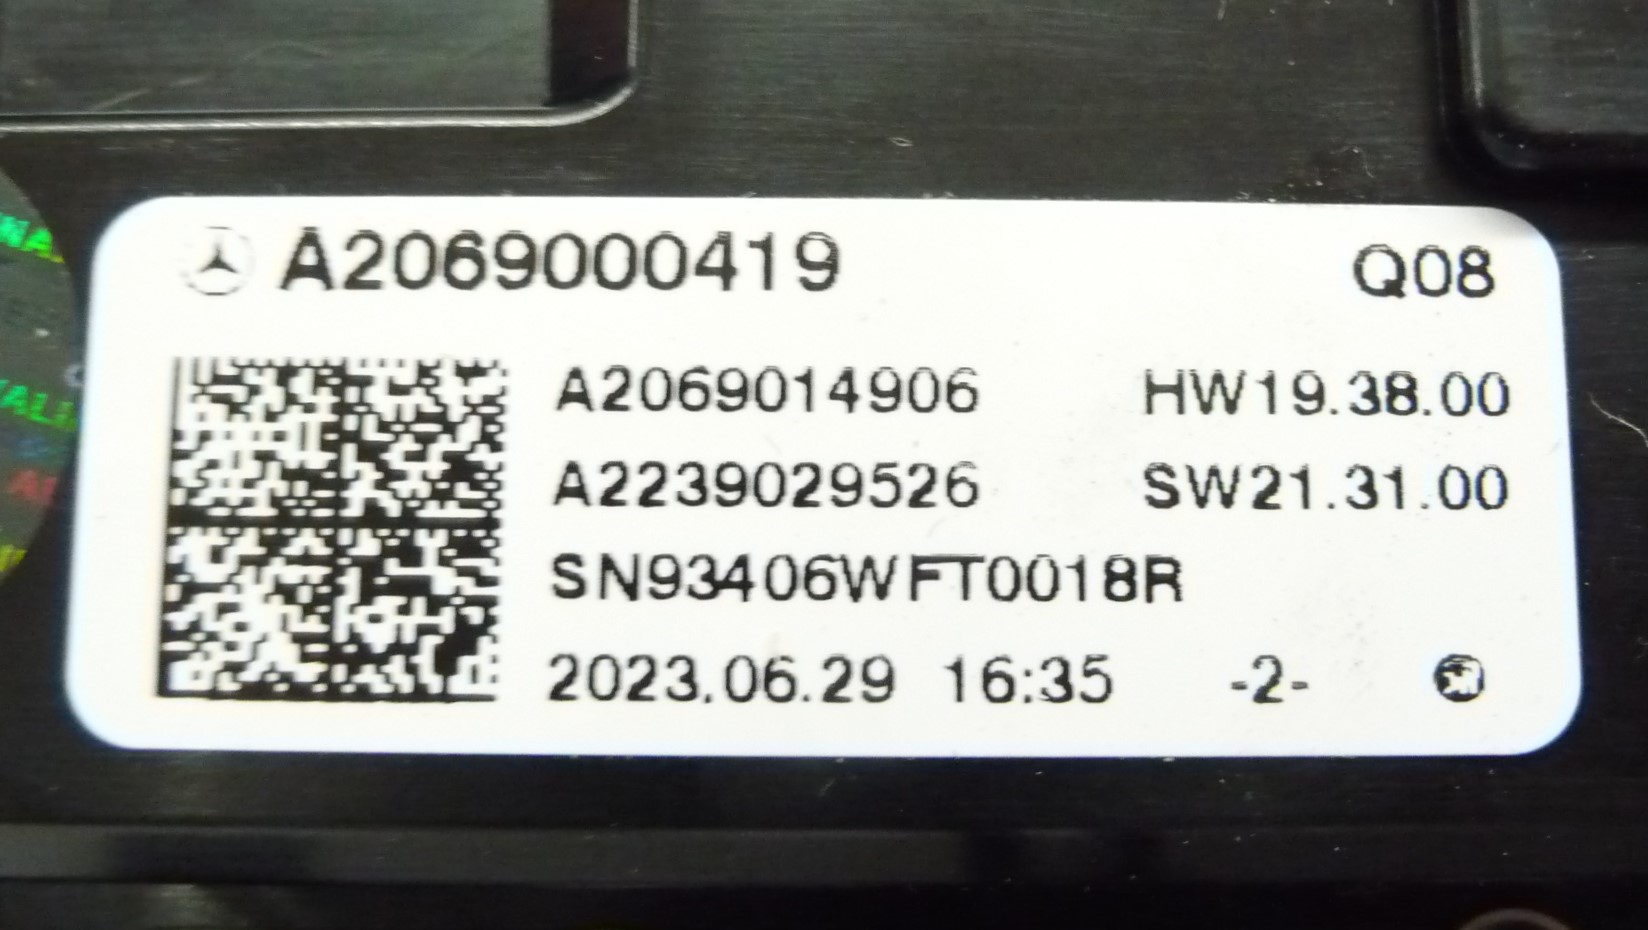 A2069000419 Q08
A2069014906 HW19.38.00
A2239029526 SW21.31.00
SN93406WFT0018R
2023.06.29 16:35 -2-